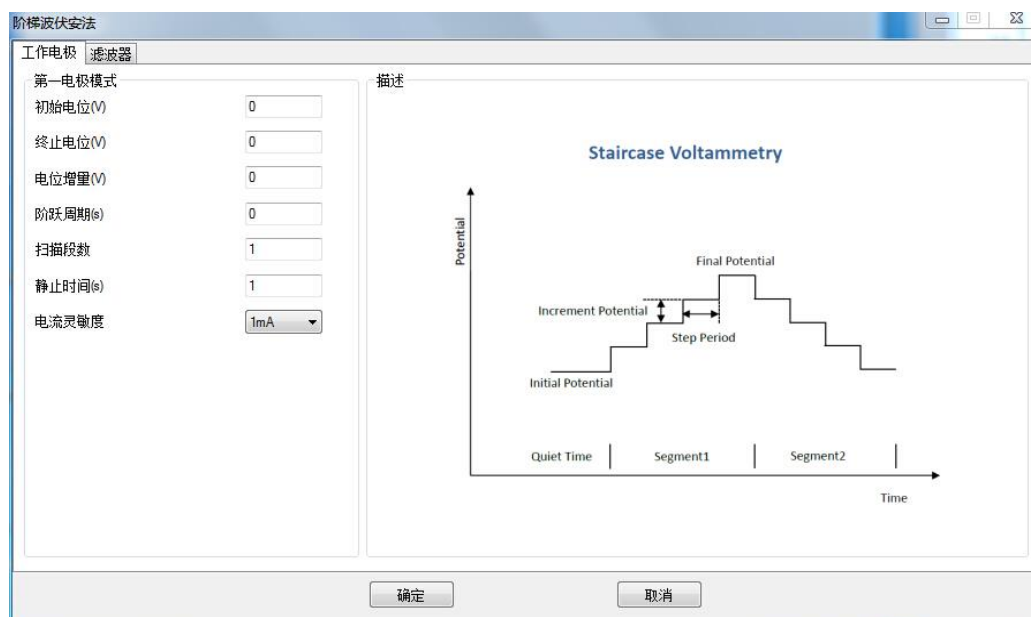 阶梯波伏安法
工作电极 滤波器
第一电极模式
初始电位(V) 0
终止电位(V) 0
电位增量(V) 0
阶跃周期(s) 0
扫描段数 1
静止时间(s) 1
电流灵敏度 1mA
描述
Staircase Voltammetry
Potential
Final Potential
Increment Potential
Step Period
Initial Potential
Quiet Time Segment1 Segment2
Time
确定 取消